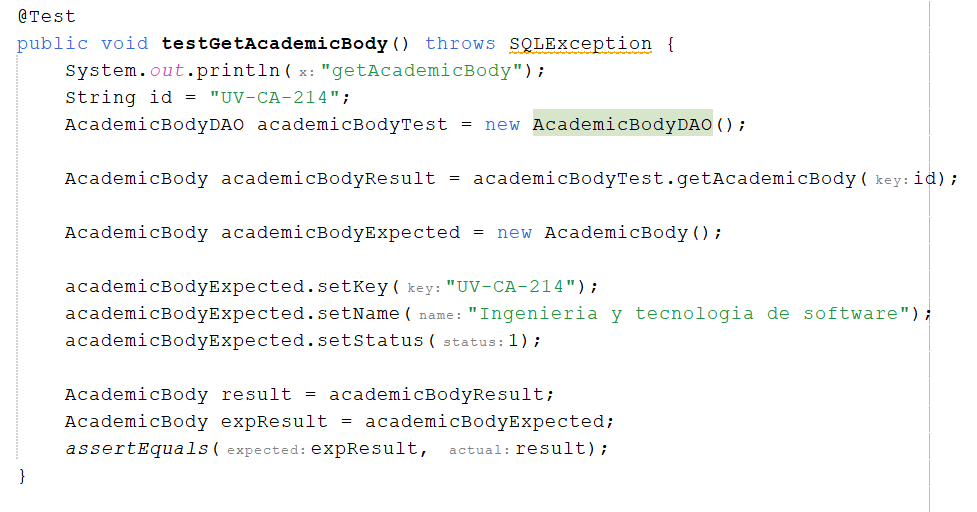 @Test
public void testGetAcademicBody() throws SQLException {
System.out.println( x: "getAcademicBody");
String id = "UV-CA-214";
AcademicBodyDAO academicBodyTest = new AcademicBodyDAO();
AcademicBody academicBodyResult = academicBodyTest.getAcademicBody( key: id);
AcademicBody academicBodyExpected = new AcademicBody();
academicBodyExpected.setKey( key: "UV-CA-214");
academicBodyExpected.setName( name: "Ingenieria y tecnologia de software");
academicBodyExpected.setStatus( status: 1);
AcademicBody result = academicBodyResult;
AcademicBody expResult = academicBodyExpected;
assertEquals( expected: expResult, actual: result);
}